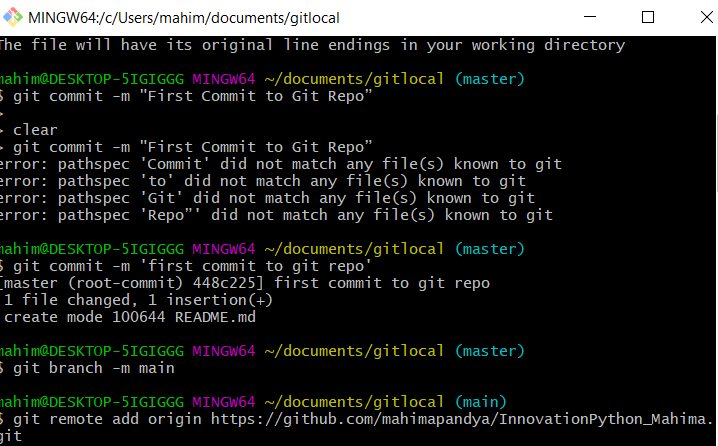 MINGW64:/c/Users/mahim/documents/gitlocal
The file will have its original line endings in your working directory
mahim@DESKTOP-5IGIGGG MINGW64 ~/documents/gitlocal (master)
$ git commit -m "First Commit to Git Repo”
>
> clear
> git commit -m "First Commit to Git Repo”
error: pathspec 'Commit' did not match any file(s) known to git
error: pathspec 'to' did not match any file(s) known to git
error: pathspec 'Git' did not match any file(s) known to git
error: pathspec 'Repo”' did not match any file(s) known to git
mahim@DESKTOP-5IGIGGG MINGW64 ~/documents/gitlocal (master)
$ git commit -m 'first commit to git repo'
[master (root-commit) 448c225] first commit to git repo
1 file changed, 1 insertion(+)
create mode 100644 README.md
mahim@DESKTOP-5IGIGGG MINGW64 ~/documents/gitlocal (master)
$ git branch -m main
mahim@DESKTOP-5IGIGGG MINGW64 ~/documents/gitlocal (main)
$ git remote add origin https://github.com/mahimapandya/InnovationPython_Mahima.
git